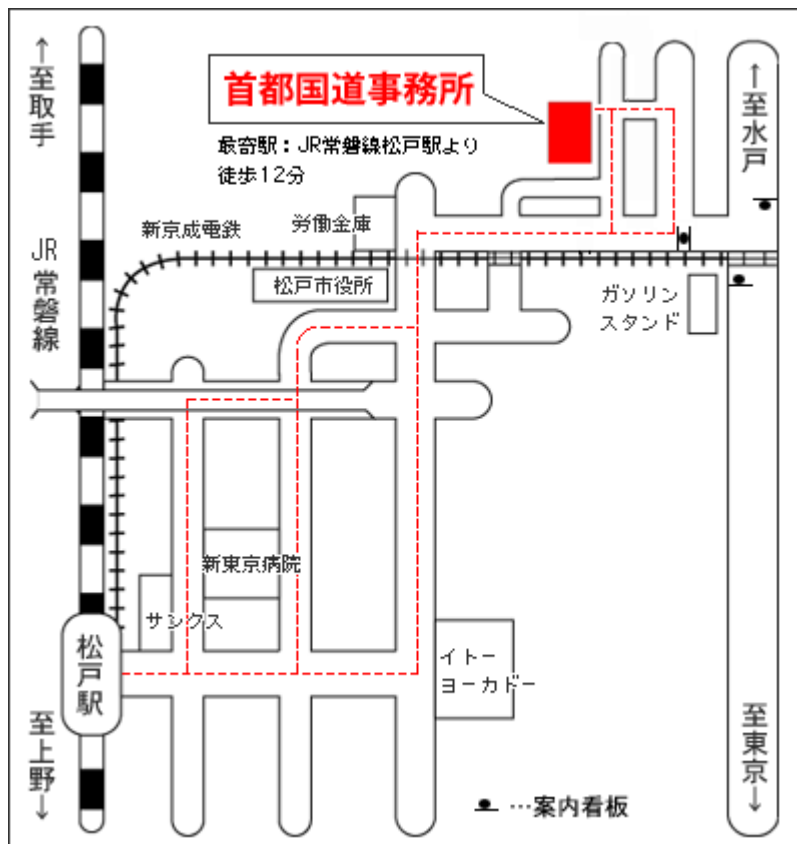 ↑至取手
首都国道事務所
↑至水戸
最寄駅：JR常磐線松戸駅より
徒歩12分
新京成電鉄
労働金庫
JR常磐線
松戸市役所
ガソリン
スタンド
新東京病院
サンクス
松戸駅
イトー
ヨーカドー
至上野↓
至東京↓
…案内看板